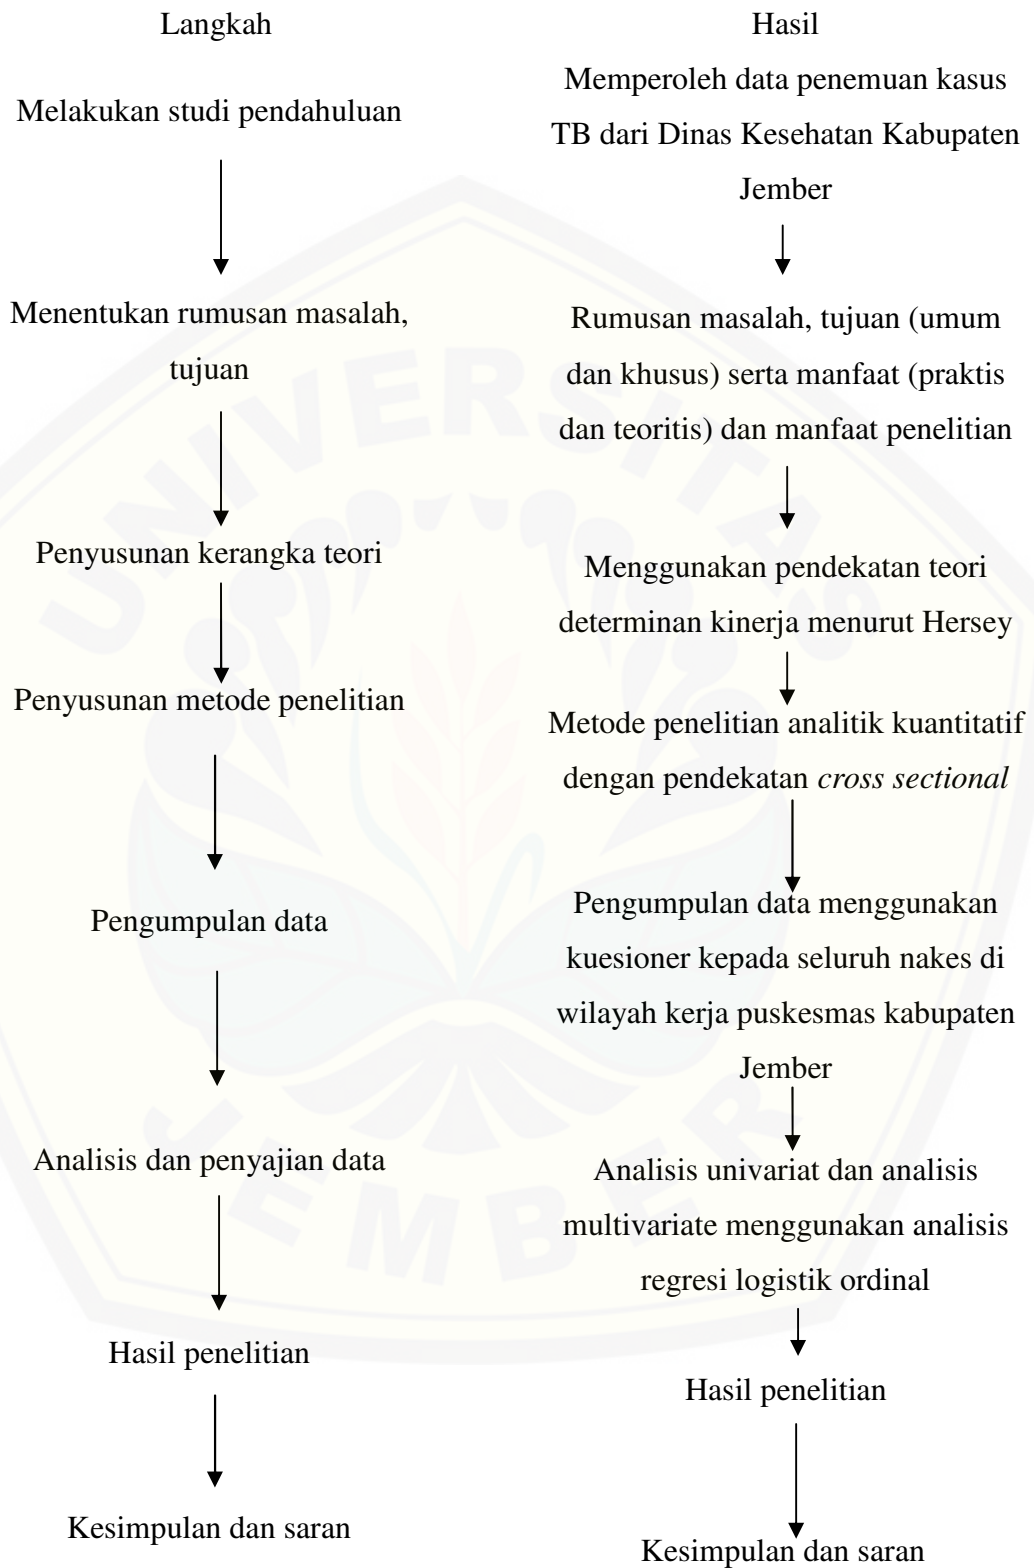 Langkah
Melakukan studi pendahuluan
Menentukan rumusan masalah,
tujuan
Penyusunan kerangka teori
Penyusunan metode penelitian
Pengumpulan data
Analisis dan penyajian data
Hasil penelitian
Kesimpulan dan saran
Hasil
Memperoleh data penemuan kasus
TB dari Dinas Kesehatan Kabupaten
Jember
Rumusan masalah, tujuan (umum
dan khusus) serta manfaat (praktis
dan teoritis) dan manfaat penelitian
Menggunakan pendekatan teori
determinan kinerja menurut Hersey
Metode penelitian analitik kuantitatif
dengan pendekatan cross sectional
Pengumpulan data menggunakan
kuesioner kepada seluruh nakes di
wilayah kerja puskesmas kabupaten
Jember
Analisis univariat dan analisis
multivariate menggunakan analisis
regresi logistik ordinal
Hasil penelitian
Kesimpulan dan saran
UNIVERSITAS
JEMBER